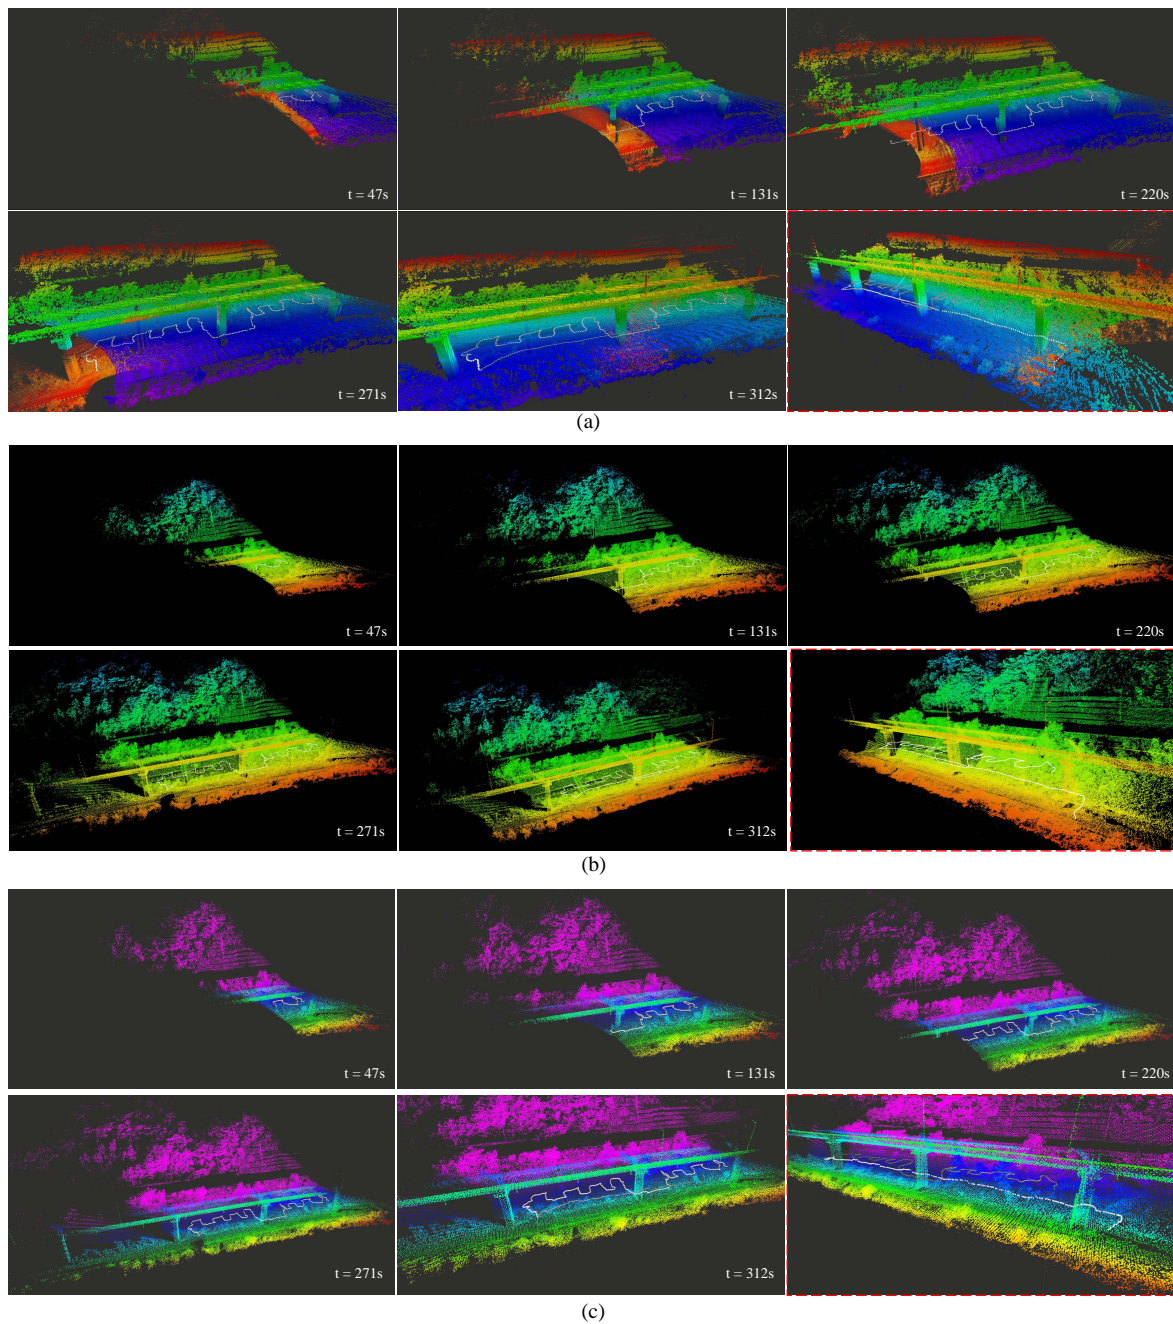 t = 47s
t = 131s
t = 220s
t = 271s
t = 312s
(a)
t = 47s
t = 131s
t = 220s
t = 271s
t = 312s
(b)
t = 47s
t = 131s
t = 220s
t = 271s
t = 312s
(c)